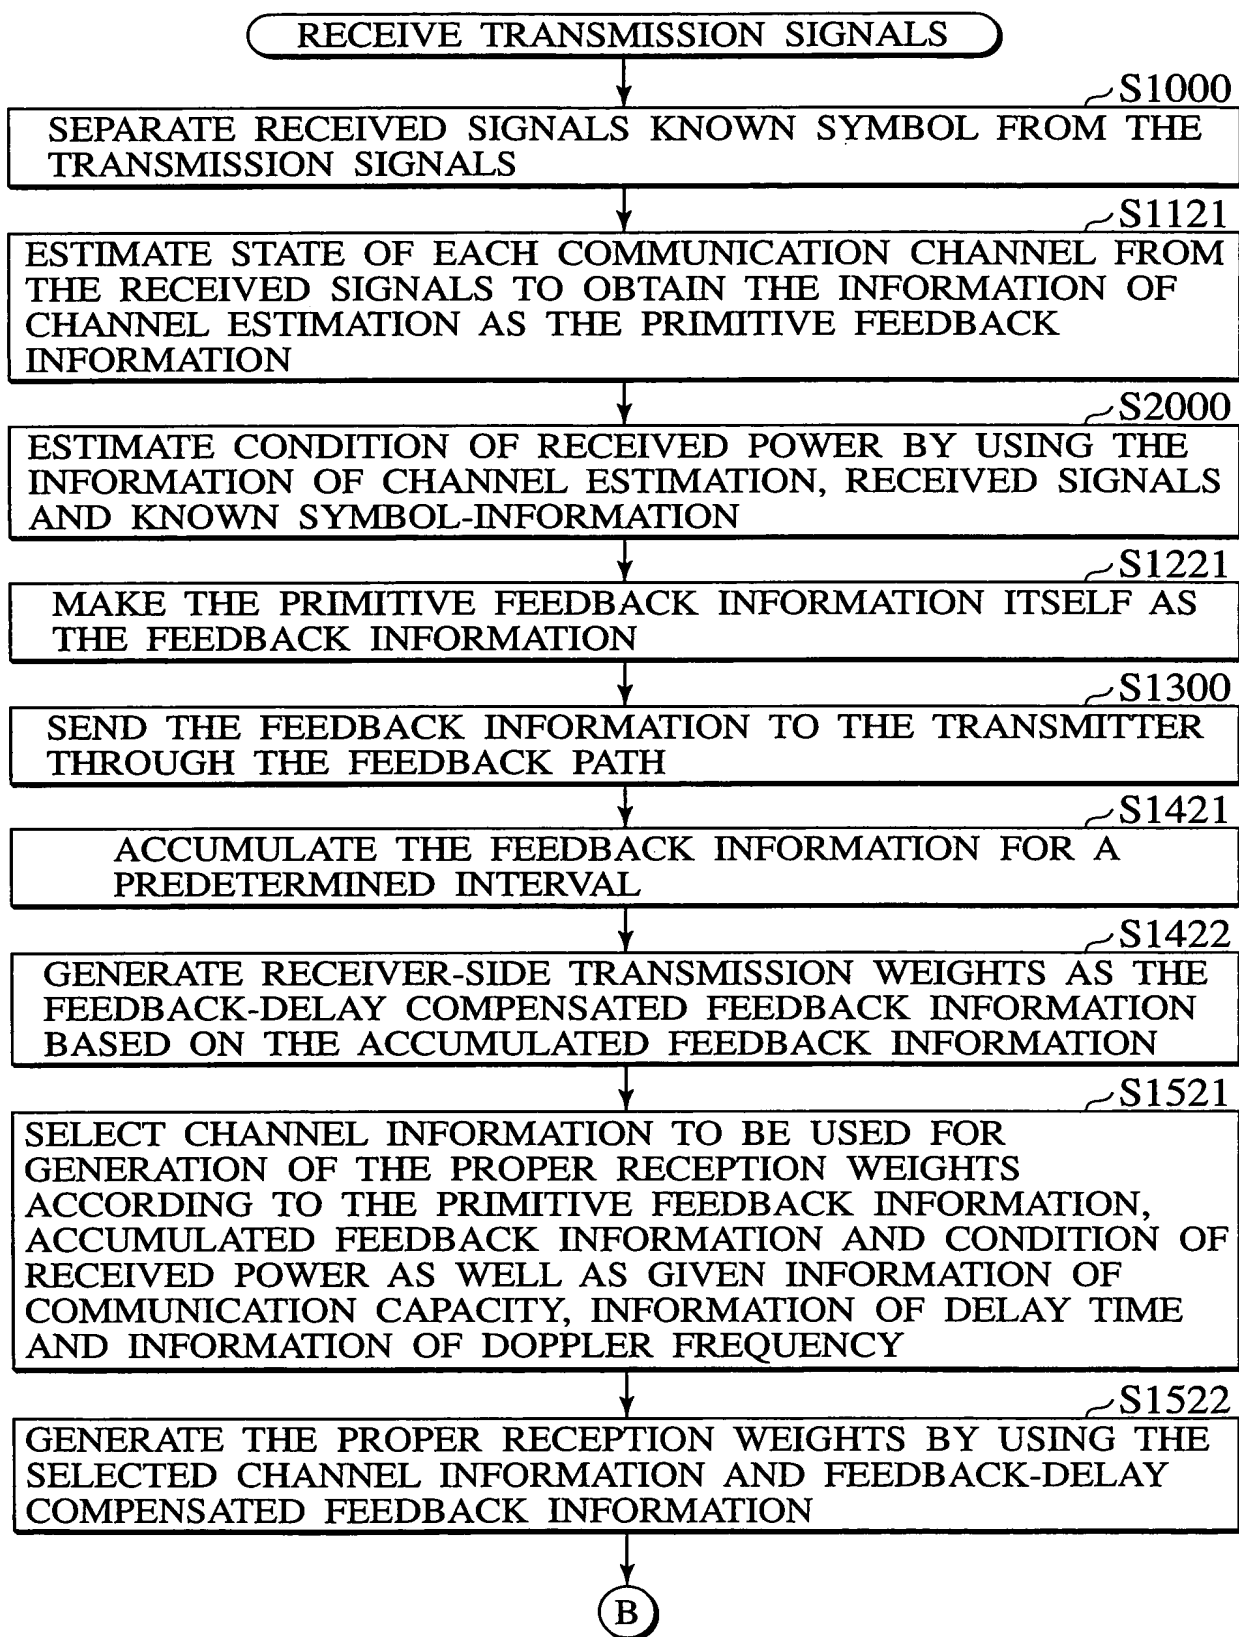 RECEIVE TRANSMISSION SIGNALS
S1000
SEPARATE RECEIVED SIGNALS KNOWN SYMBOL FROM THE
TRANSMISSION SIGNALS
S1121
ESTIMATE STATE OF EACH COMMUNICATION CHANNEL FROM
THE RECEIVED SIGNALS TO OBTAIN THE INFORMATION OF
CHANNEL ESTIMATION AS THE PRIMITIVE FEEDBACK
INFORMATION
S2000
ESTIMATE CONDITION OF RECEIVED POWER BY USING THE
INFORMATION OF CHANNEL ESTIMATION, RECEIVED SIGNALS
AND KNOWN SYMBOL-INFORMATION
S1221
MAKE THE PRIMITIVE FEEDBACK INFORMATION ITSELF AS
THE FEEDBACK INFORMATION
S1300
SEND THE FEEDBACK INFORMATION TO THE TRANSMITTER
THROUGH THE FEEDBACK PATH
S1421
ACCUMULATE THE FEEDBACK INFORMATION FOR A
PREDETERMINED INTERVAL
S1422
GENERATE RECEIVER-SIDE TRANSMISSION WEIGHTS AS THE
FEEDBACK-DELAY COMPENSATED FEEDBACK INFORMATION
BASED ON THE ACCUMULATED FEEDBACK INFORMATION
S1521
SELECT CHANNEL INFORMATION TO BE USED FOR
GENERATION OF THE PROPER RECEPTION WEIGHTS
ACCORDING TO THE PRIMITIVE FEEDBACK INFORMATION,
ACCUMULATED FEEDBACK INFORMATION AND CONDITION OF
RECEIVED POWER AS WELL AS GIVEN INFORMATION OF
COMMUNICATION CAPACITY, INFORMATION OF DELAY TIME
AND INFORMATION OF DOPPLER FREQUENCY
S1522
GENERATE THE PROPER RECEPTION WEIGHTS BY USING THE
SELECTED CHANNEL INFORMATION AND FEEDBACK-DELAY
COMPENSATED FEEDBACK INFORMATION
B